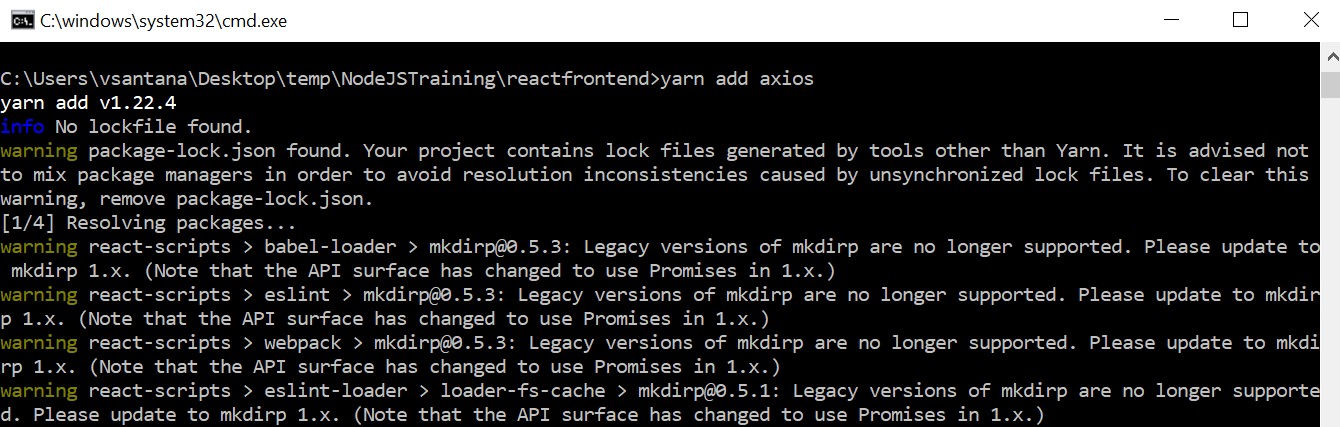 C:\windows\system32\cmd.exe
C:\Users\vsantana\Desktop\temp\NodeJSTraining\reactfrontend>yarn add axios
yarn add v1.22.4
info No lockfile found.
warning package-lock.json found. Your project contains lock files generated by tools other than Yarn. It is advised not
to mix package managers in order to avoid resolution inconsistencies caused by unsynchronized lock files. To clear this
warning, remove package-lock.json.
[1/4] Resolving packages...
warning react-scripts > babel-loader > mkdirp@0.5.3: Legacy versions of mkdirp are no longer supported. Please update to
 mkdirp 1.x. (Note that the API surface has changed to use Promises in 1.x.)
warning react-scripts > eslint > mkdirp@0.5.3: Legacy versions of mkdirp are no longer supported. Please update to mkdir
p 1.x. (Note that the API surface has changed to use Promises in 1.x.)
warning react-scripts > webpack > mkdirp@0.5.3: Legacy versions of mkdirp are no longer supported. Please update to mkdi
rp 1.x. (Note that the API surface has changed to use Promises in 1.x.)
warning react-scripts > eslint-loader > loader-fs-cache > mkdirp@0.5.1: Legacy versions of mkdirp are no longer supporte
d. Please update to mkdirp 1.x. (Note that the API surface has changed to use Promises in 1.x.)